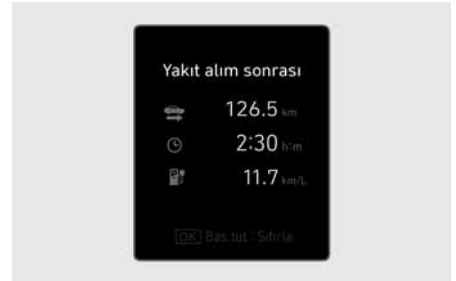 Yakıt alım sonrası
126.5 km
2:30 h:m
11.7 km/L
[OK] Bas.tut : Sıfırla